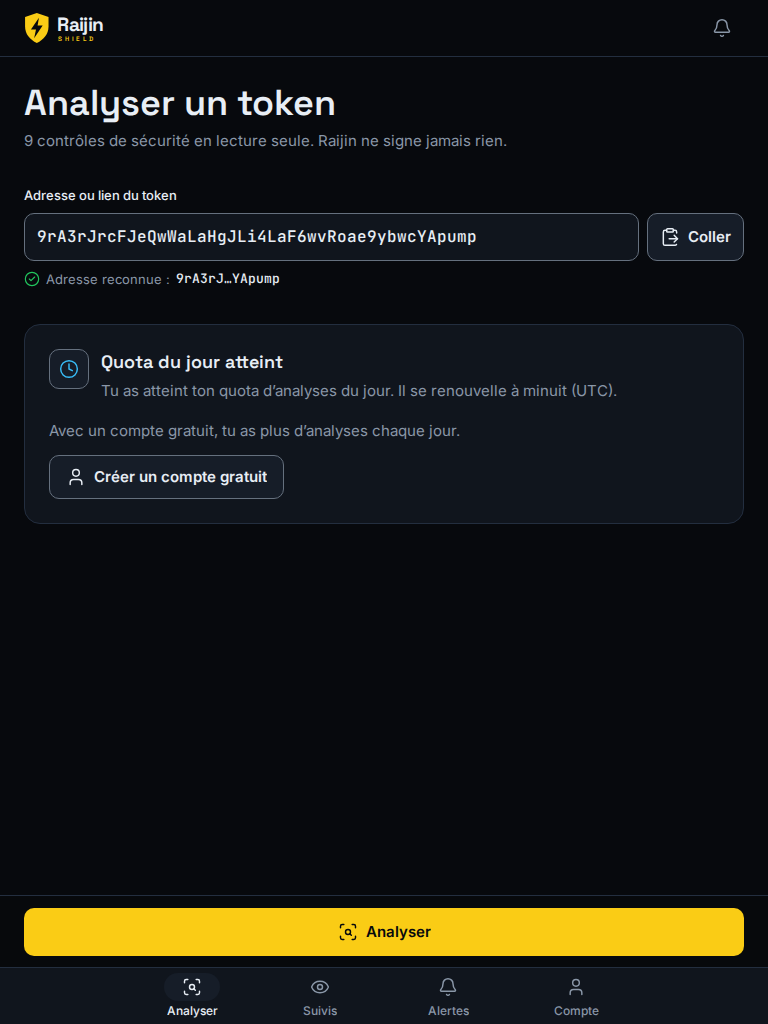 Raijin
SHIELD
Analyser un token
9 contrôles de sécurité en lecture seule. Raijin ne signe jamais rien.
Adresse ou lien du token
9rA3rJrcFJeQwWaLaHgJLi4LaF6wvRoae9ybwcYApump
Coller
Adresse reconnue : 9rA3rJ…YApump
Quota du jour atteint
Tu as atteint ton quota d’analyses du jour. Il se renouvelle à minuit (UTC).
Avec un compte gratuit, tu as plus d’analyses chaque jour.
Créer un compte gratuit
Analyser
Analyser Suivis Alertes Compte